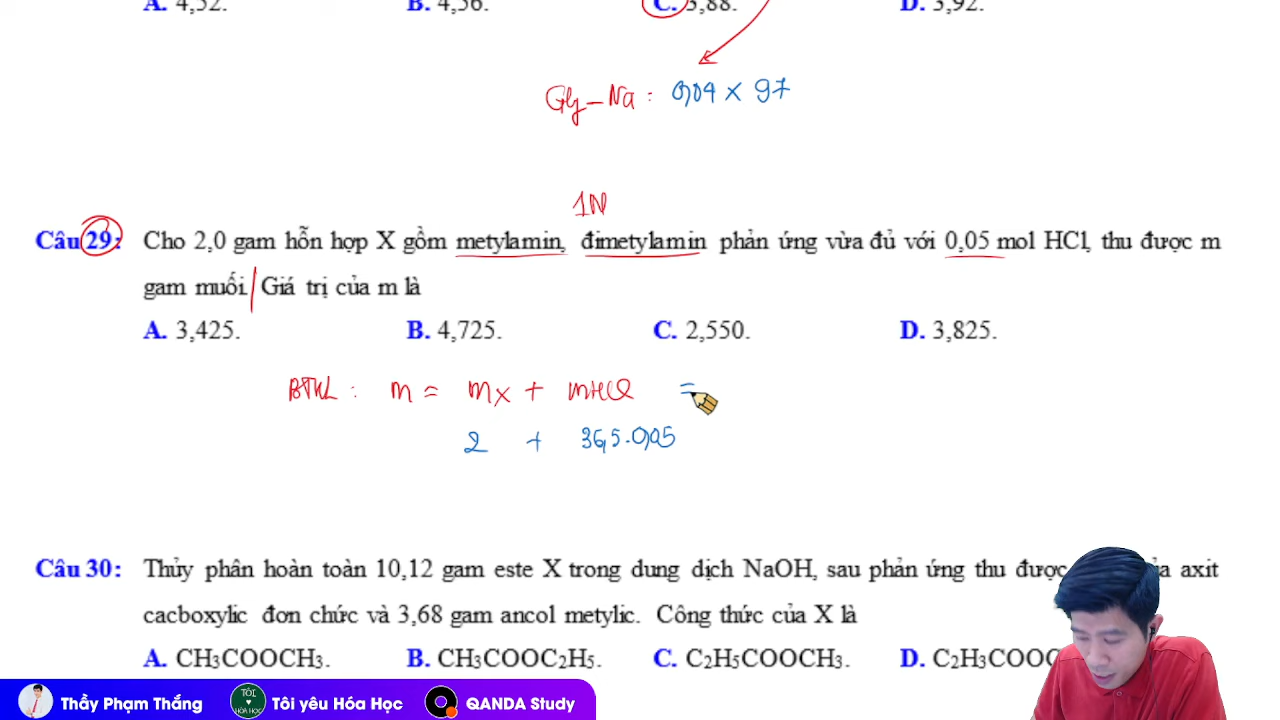 A. 4,52. B. 4,56. C. 3,88. D. 3,92.
Gly – Na : 0,04 × 97
1N
Câu 29: Cho 2,0 gam hỗn hợp X gồm metylamin, đimetylamin phản ứng vừa đủ với 0,05 mol HCl, thu được m
gam muối. Giá trị của m là
A. 3,425. B. 4,725. C. 2,550. D. 3,825.
BTKL : m = mX + mHCl =
2 + 36,5.0,05
Câu 30: Thủy phân hoàn toàn 10,12 gam este X trong dung dịch NaOH, sau phản ứng thu được axit
cacboxylic đơn chức và 3,68 gam ancol metylic. Công thức của X là
A. CH3COOCH3. B. CH3COOC2H5. C. C2H5COOCH3. D. C2H3COO
Thầy Phạm Thắng TÔI YÊU HÓA HỌC Tôi yêu Hóa Học QANDA Study